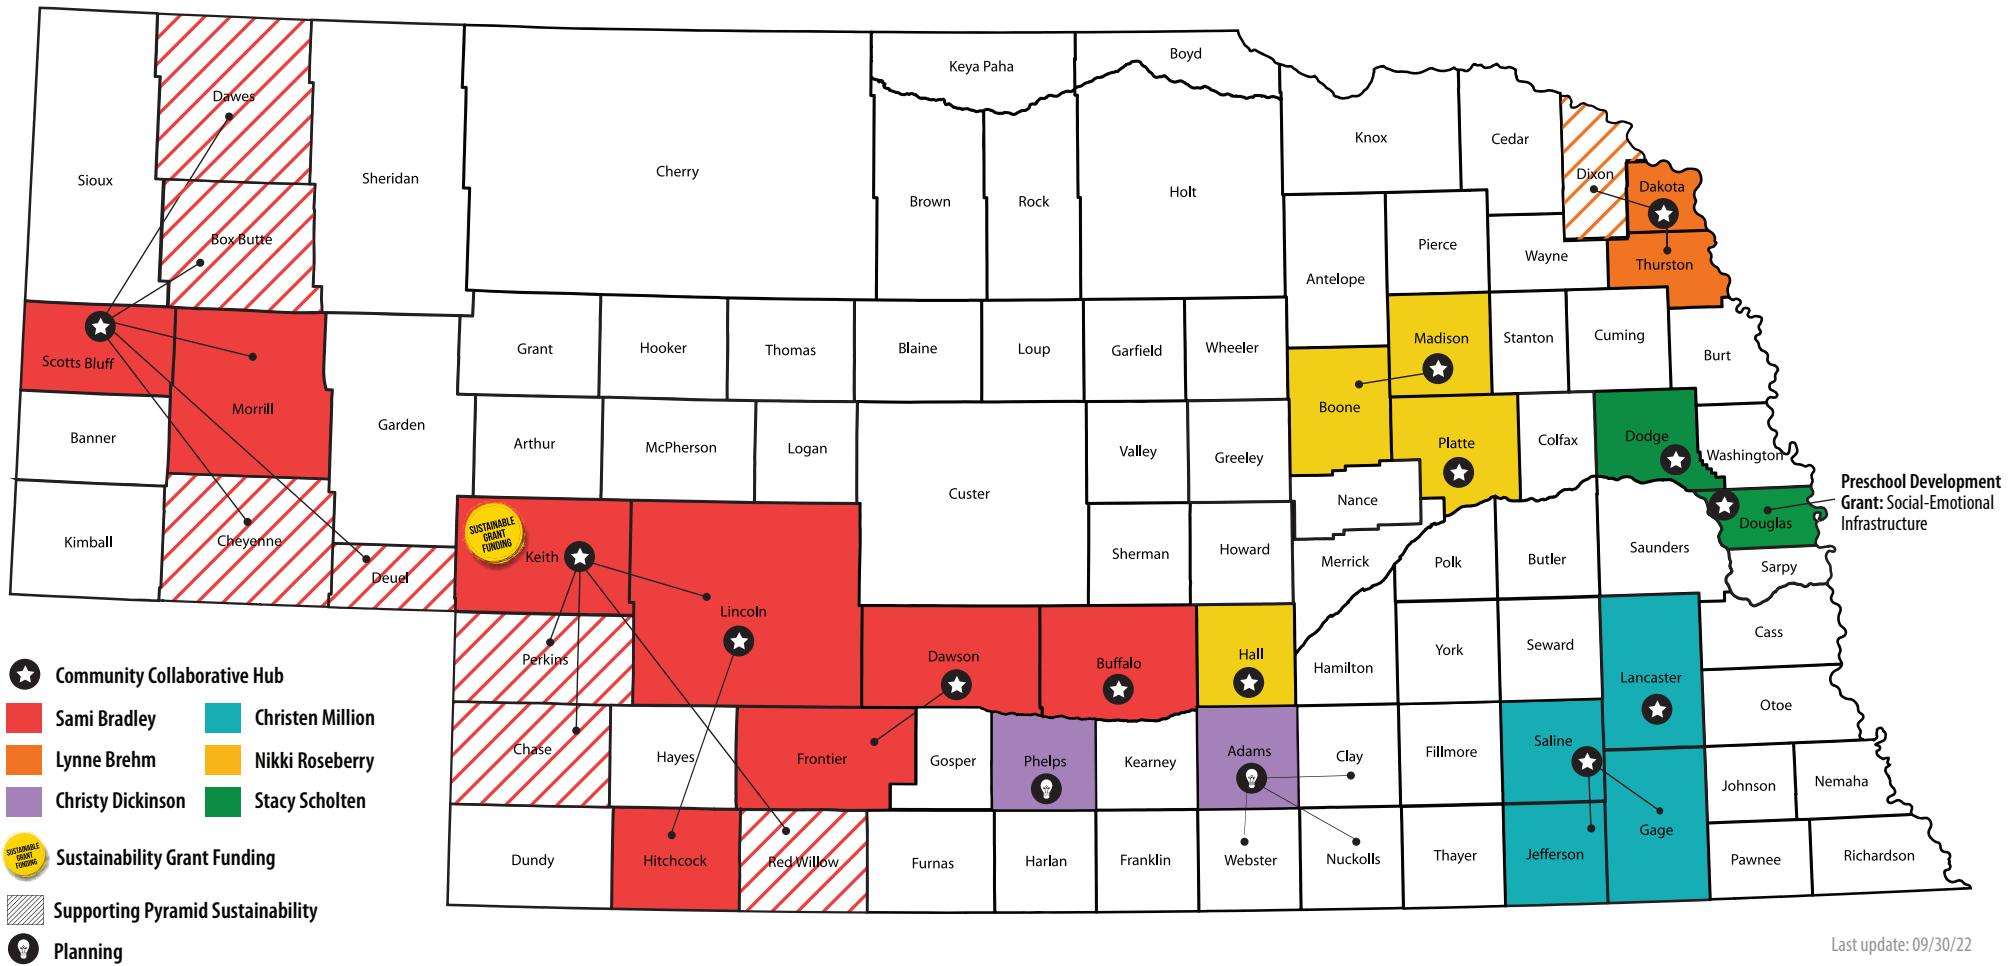 Keya Paha
Boyd
Dawes
Knox
Cedar
Sioux
Sheridan
Cherry
Brown
Rock
Holt
Dixon
Dakota
Box Butte
Pierce
Wayne
Thurston
Antelope
Scotts Bluff
Grant
Hooker
Thomas
Blaine
Loup
Garfield
Wheeler
Madison
Stanton
Cuming
Burt
Morrill
Boone
Banner
Garden
Arthur
McPherson
Logan
Valley
Greeley
Platte
Colfax
Dodge
Washington
Custer
Nance
Kimball
Cheyenne
Deuel
SUSTAINABLE
GRANT
FUNDING
Keith
Sherman
Howard
Merrick
Polk
Butler
Saunders
Douglas
Sarpy
Preschool Development
Grant: Social-Emotional
Infrastructure
Lincoln
Perkins
Dawson
Buffalo
Hall
Hamilton
York
Seward
Lancaster
Cass
Otoe
Chase
Hayes
Frontier
Gosper
Phelps
Kearney
Adams
Clay
Fillmore
Saline
Johnson
Nemaha
Dundy
Hitchcock
Red Willow
Furnas
Harlan
Franklin
Webster
Nuckolls
Thayer
Jefferson
Gage
Pawnee
Richardson
Community Collaborative Hub
Sami Bradley
Christen Million
Lynne Brehm
Nikki Roseberry
Christy Dickinson
Stacy Scholten
SUSTAINABLE
GRANT
FUNDING
Sustainability Grant Funding
Supporting Pyramid Sustainability
Planning
Last update: 09/30/22